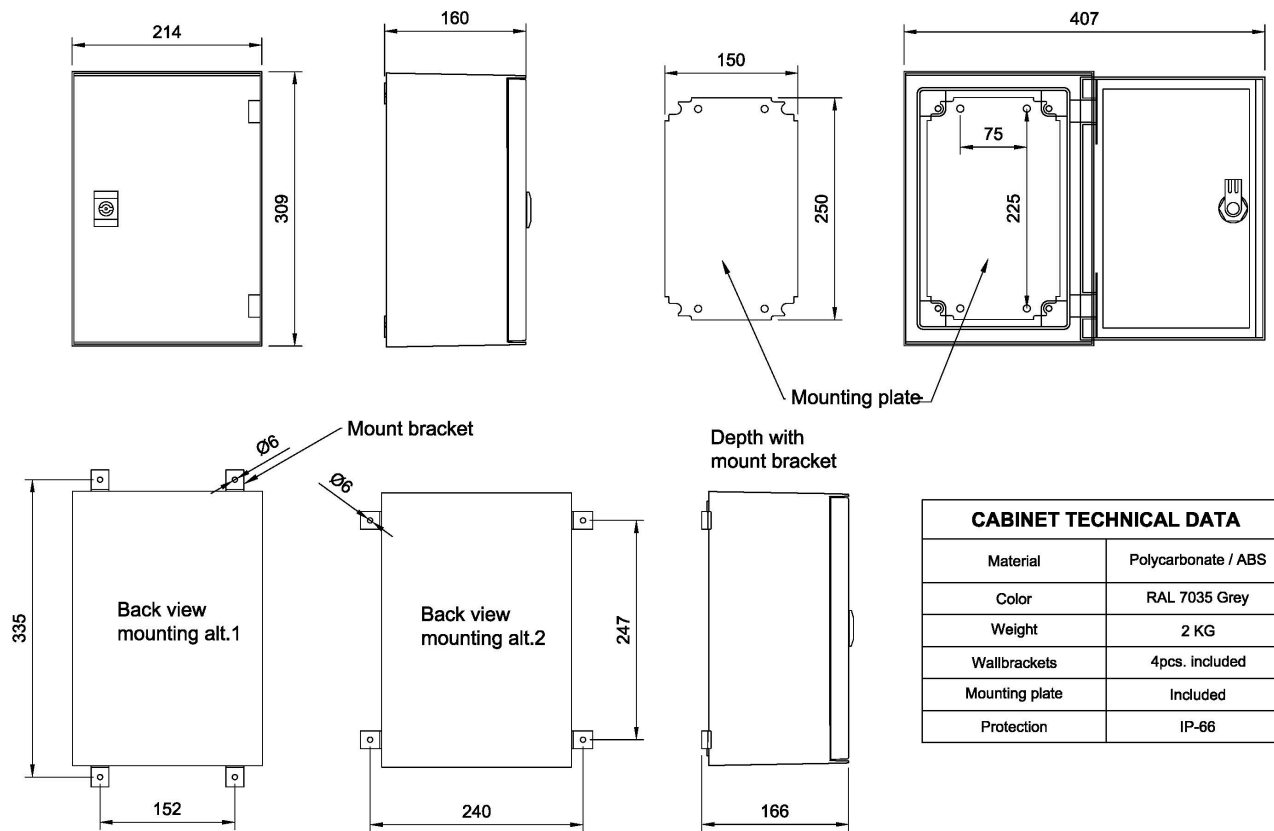 214
160
150
407
309
250
75
225
Mounting plate
Ø6
Mount bracket
Ø6
Depth with
mount bracket
335
Back view
mounting alt.1
152
Back view
mounting alt.2
247
240
166
CABINET TECHNICAL DATA
Material Polycarbonate / ABS
Color RAL 7035 Grey
Weight 2 KG
Wallbrackets 4pcs. included
Mounting plate Included
Protection IP-66